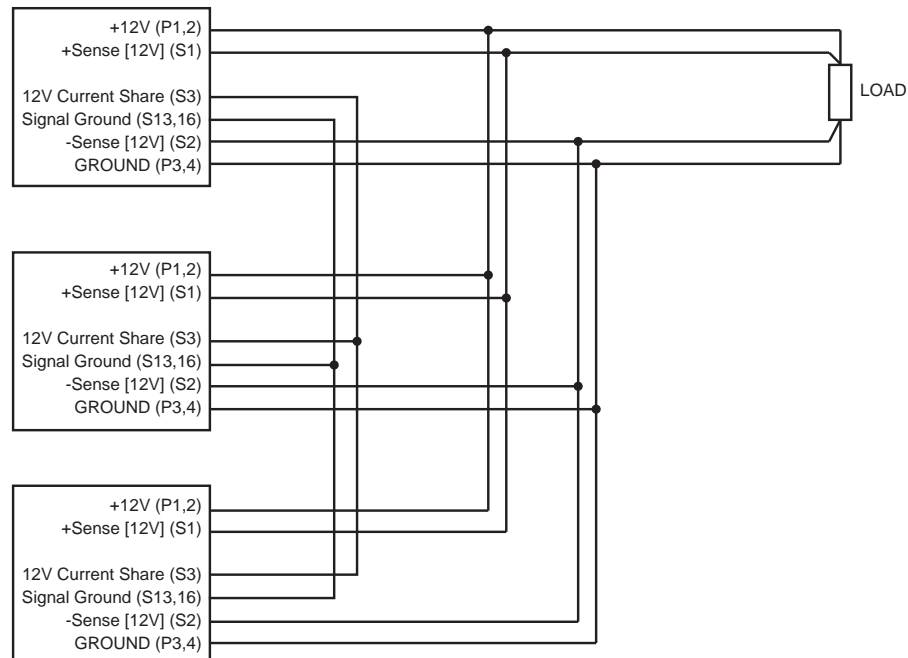 +12V (P1,2)
+Sense [12V] (S1)
12V Current Share (S3)
Signal Ground (S13,16)
-Sense [12V] (S2)
GROUND (P3,4)
LOAD
+12V (P1,2)
+Sense [12V] (S1)
12V Current Share (S3)
Signal Ground (S13,16)
-Sense [12V] (S2)
GROUND (P3,4)
+12V (P1,2)
+Sense [12V] (S1)
12V Current Share (S3)
Signal Ground (S13,16)
-Sense [12V] (S2)
GROUND (P3,4)